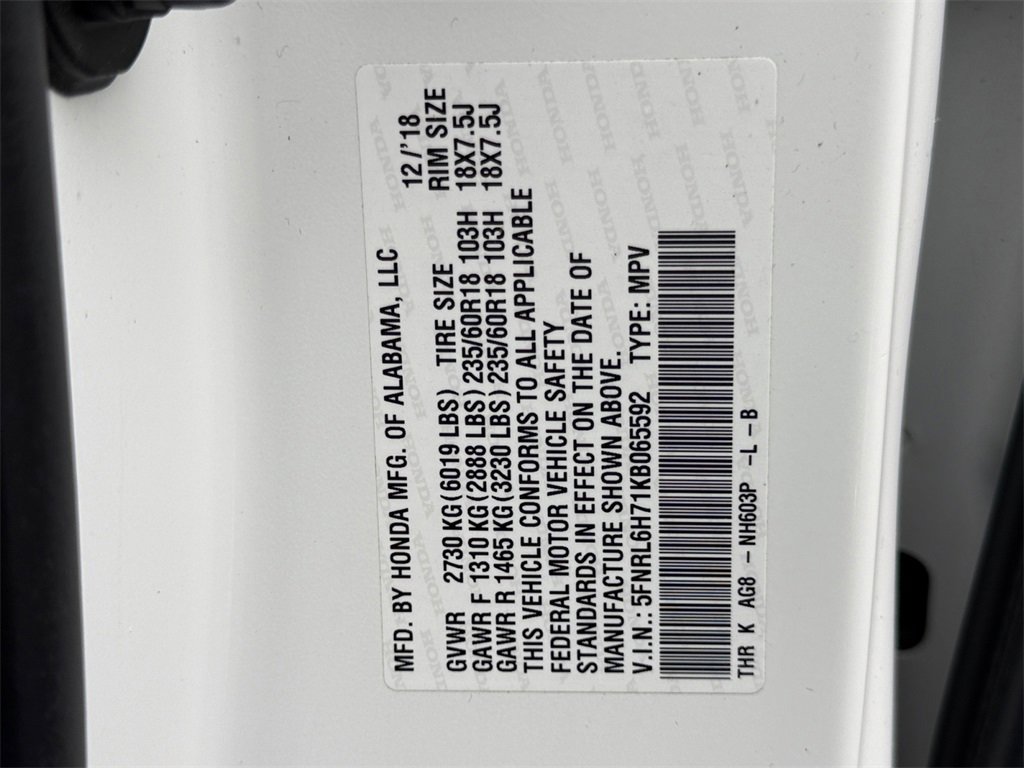 MFD. BY HONDA MFG. OF ALABAMA, LLC 12/'18
GVWR 2730 KG(6019 LBS) TIRE SIZE RIM SIZE
GAWR F 1310 KG(2888 LBS) 235/60R18 103H 18X7.5J
GAWR R 1465 KG(3230 LBS) 235/60R18 103H 18X7.5J
THIS VEHICLE CONFORMS TO ALL APPLICABLE
FEDERAL MOTOR VEHICLE SAFETY
STANDARDS IN EFFECT ON THE DATE OF
MANUFACTURE SHOWN ABOVE.
V.I.N.: 5FNRL6H71KB065592 TYPE: MPV
THR K AG8 - NH603P -L -B